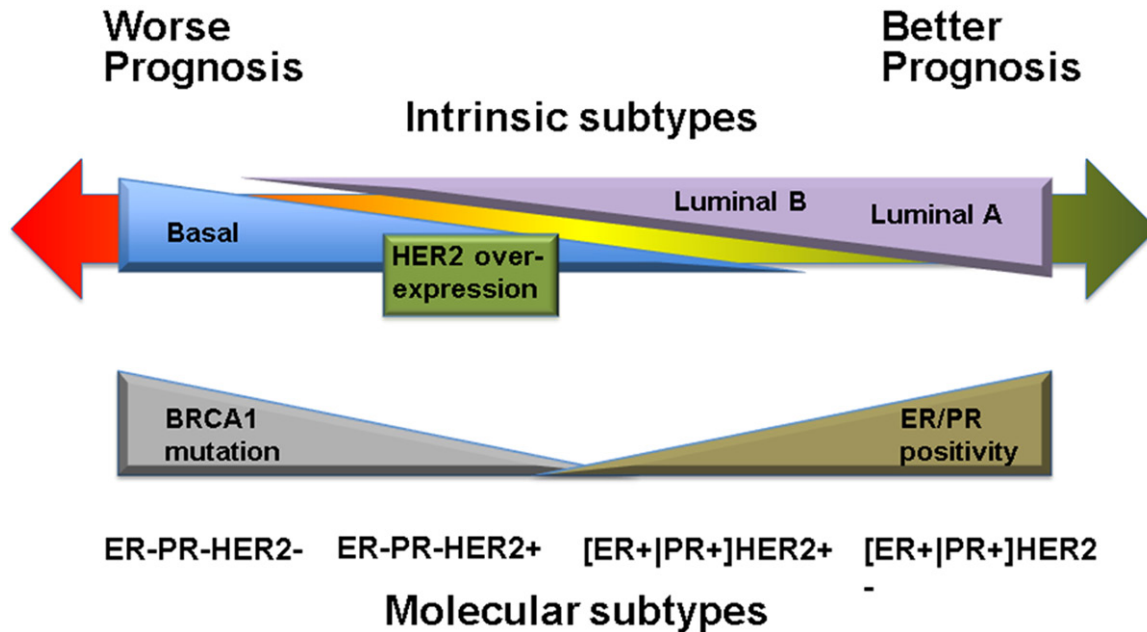 Worse
Prognosis
Better
Prognosis
Intrinsic subtypes
Basal
HER2 over-
expression
Luminal B
Luminal A
BRCA1
mutation
ER/PR
positivity
ER-PR-HER2-
ER-PR-HER2+
[ER+|PR+]HER2+
[ER+|PR+]HER2
-
Molecular subtypes